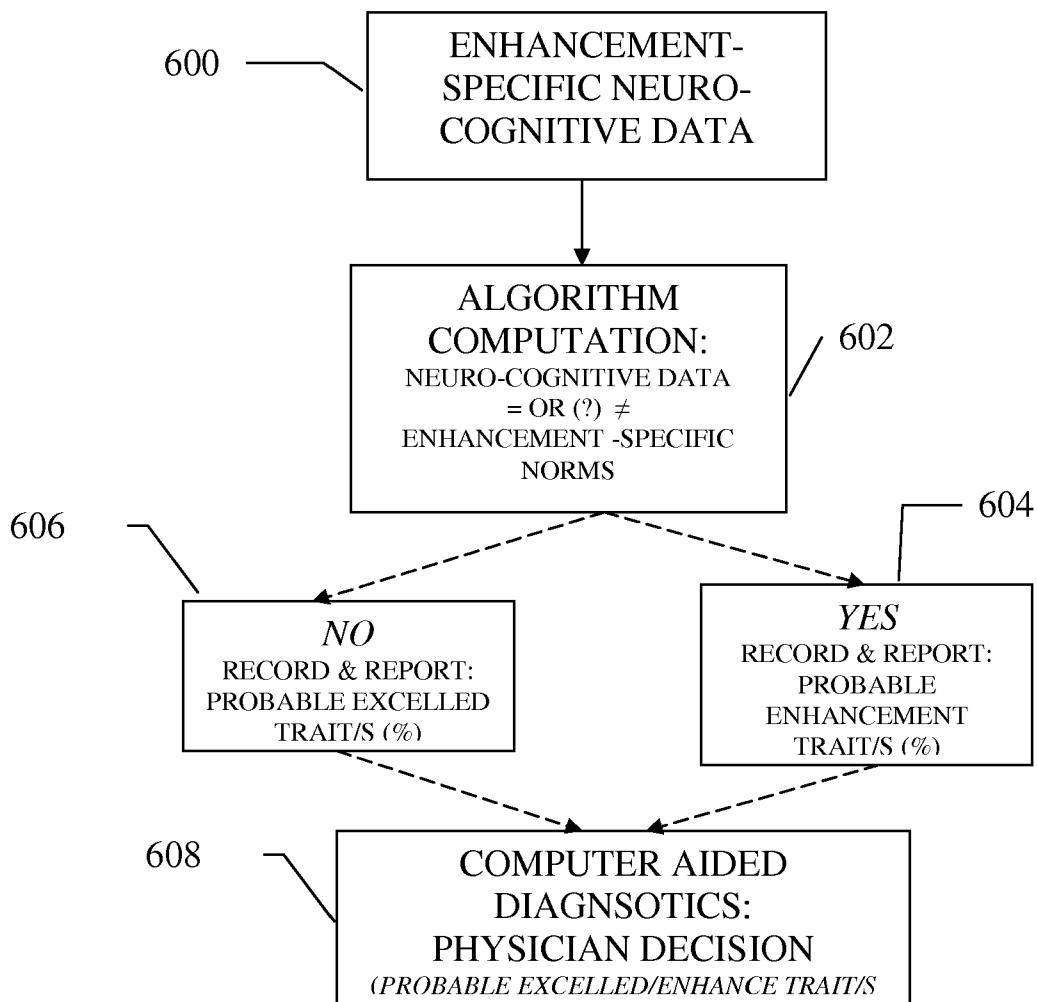 600
ENHANCEMENT-
SPECIFIC NEURO-
COGNITIVE DATA
ALGORITHM
COMPUTATION:
NEURO-COGNITIVE DATA
= OR (?) ≠
ENHANCEMENT -SPECIFIC
NORMS
602
606
604
NO
RECORD & REPORT:
PROBABLE EXCELLED
TRAIT/S (%)
YES
RECORD & REPORT:
PROBABLE
ENHANCEMENT
TRAIT/S (%)
608
COMPUTER AIDED
DIAGNSOTICS:
PHYSICIAN DECISION
(PROBABLE EXCELLED/ENHANCE TRAIT/S